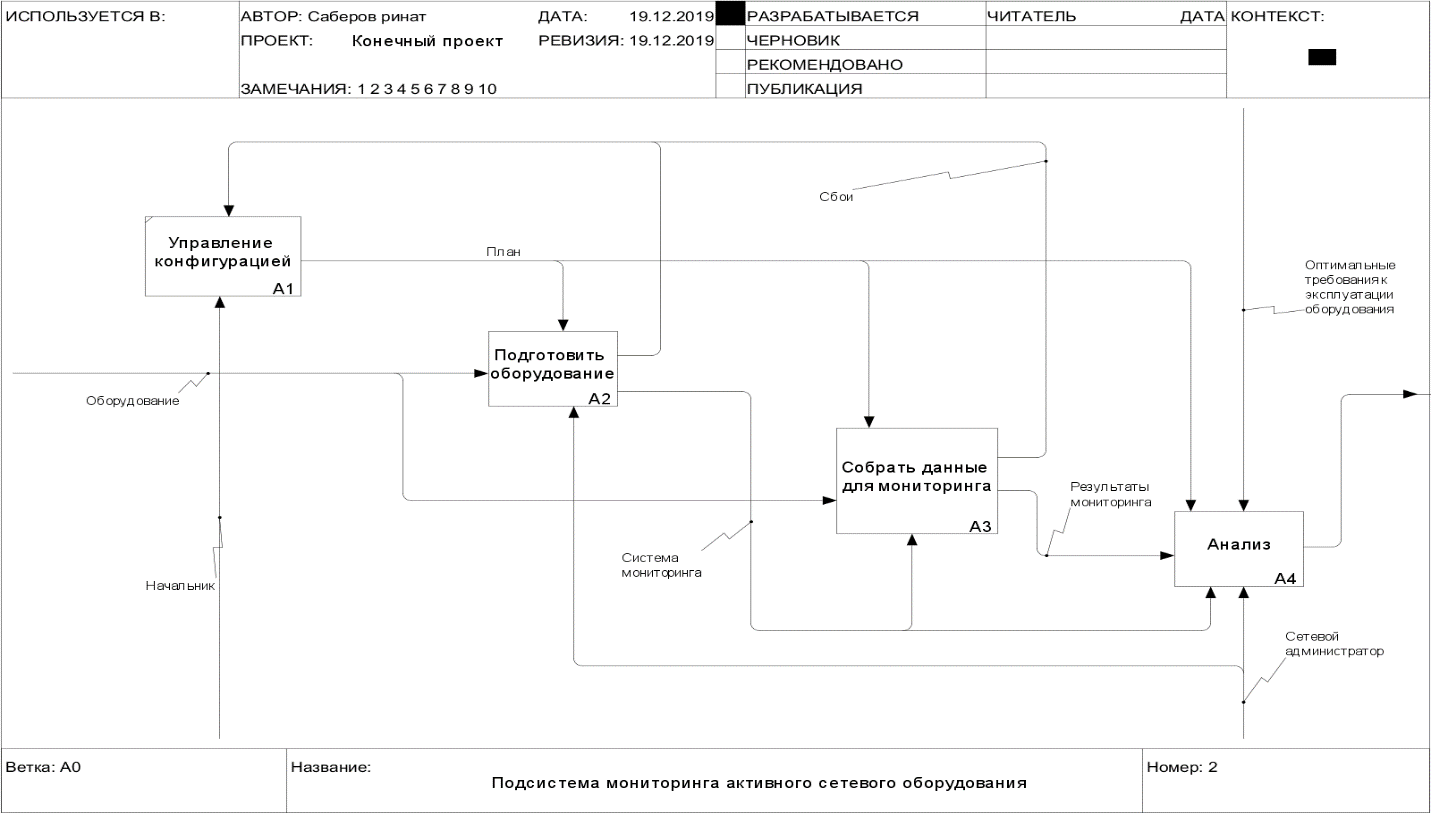 ИСПОЛЬЗУЕТСЯ В:
АВТОР: Саберов ринат
ДАТА: 19.12.2019
РАЗРАБАТЫВАЕТСЯ
ЧИТАТЕЛЬ
ДАТА
КОНТЕКСТ:
ПРОЕКТ: Конечный проект
РЕВИЗИЯ: 19.12.2019
ЧЕРНОВИК
РЕКОМЕНДОВАНО
ЗАМЕЧАНИЯ: 1 2 3 4 5 6 7 8 9 10
ПУБЛИКАЦИЯ
Сбои
Управление
конфигурацией
A1
План
Оптимальные
требования к
эксплуатации
оборудования
Подготовить
оборудование
A2
Оборудование
Собрать данные
для мониторинга
A3
Результаты
мониторинга
Анализ
A4
Система
мониторинга
Начальник
Сетевой
администратор
Ветка: A0
Название:
Подсистема мониторинга активного сетевого оборудования
Номер: 2